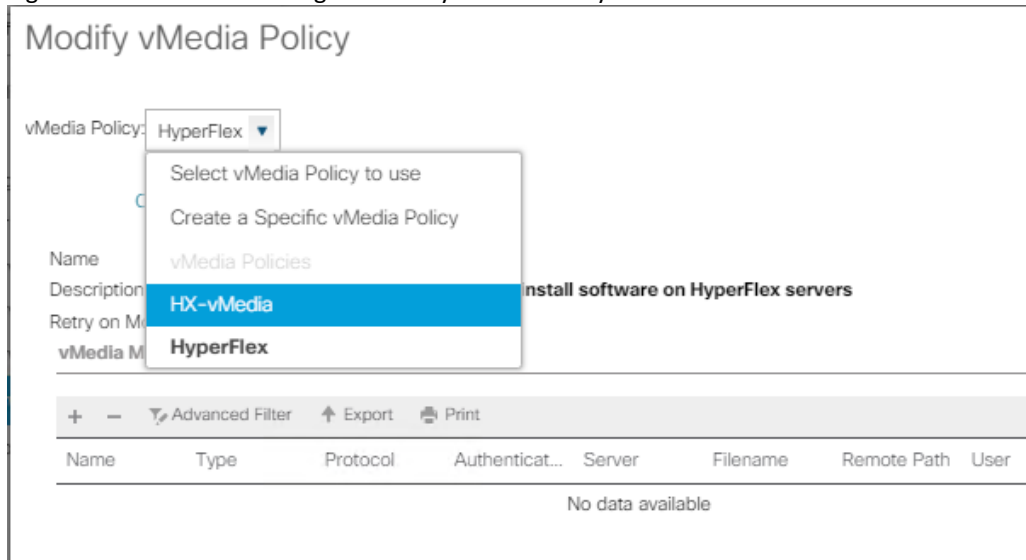 Modify vMedia Policy
vMedia Policy: HyperFlex
Select vMedia Policy to use
Create a Specific vMedia Policy
vMedia Policies
HX-vMedia
HyperFlex
Name
Description nstall software on HyperFlex servers
Retry on M
vMedia M
+ − Advanced Filter Export Print
Name Type Protocol Authenticat... Server Filename Remote Path User
No data available